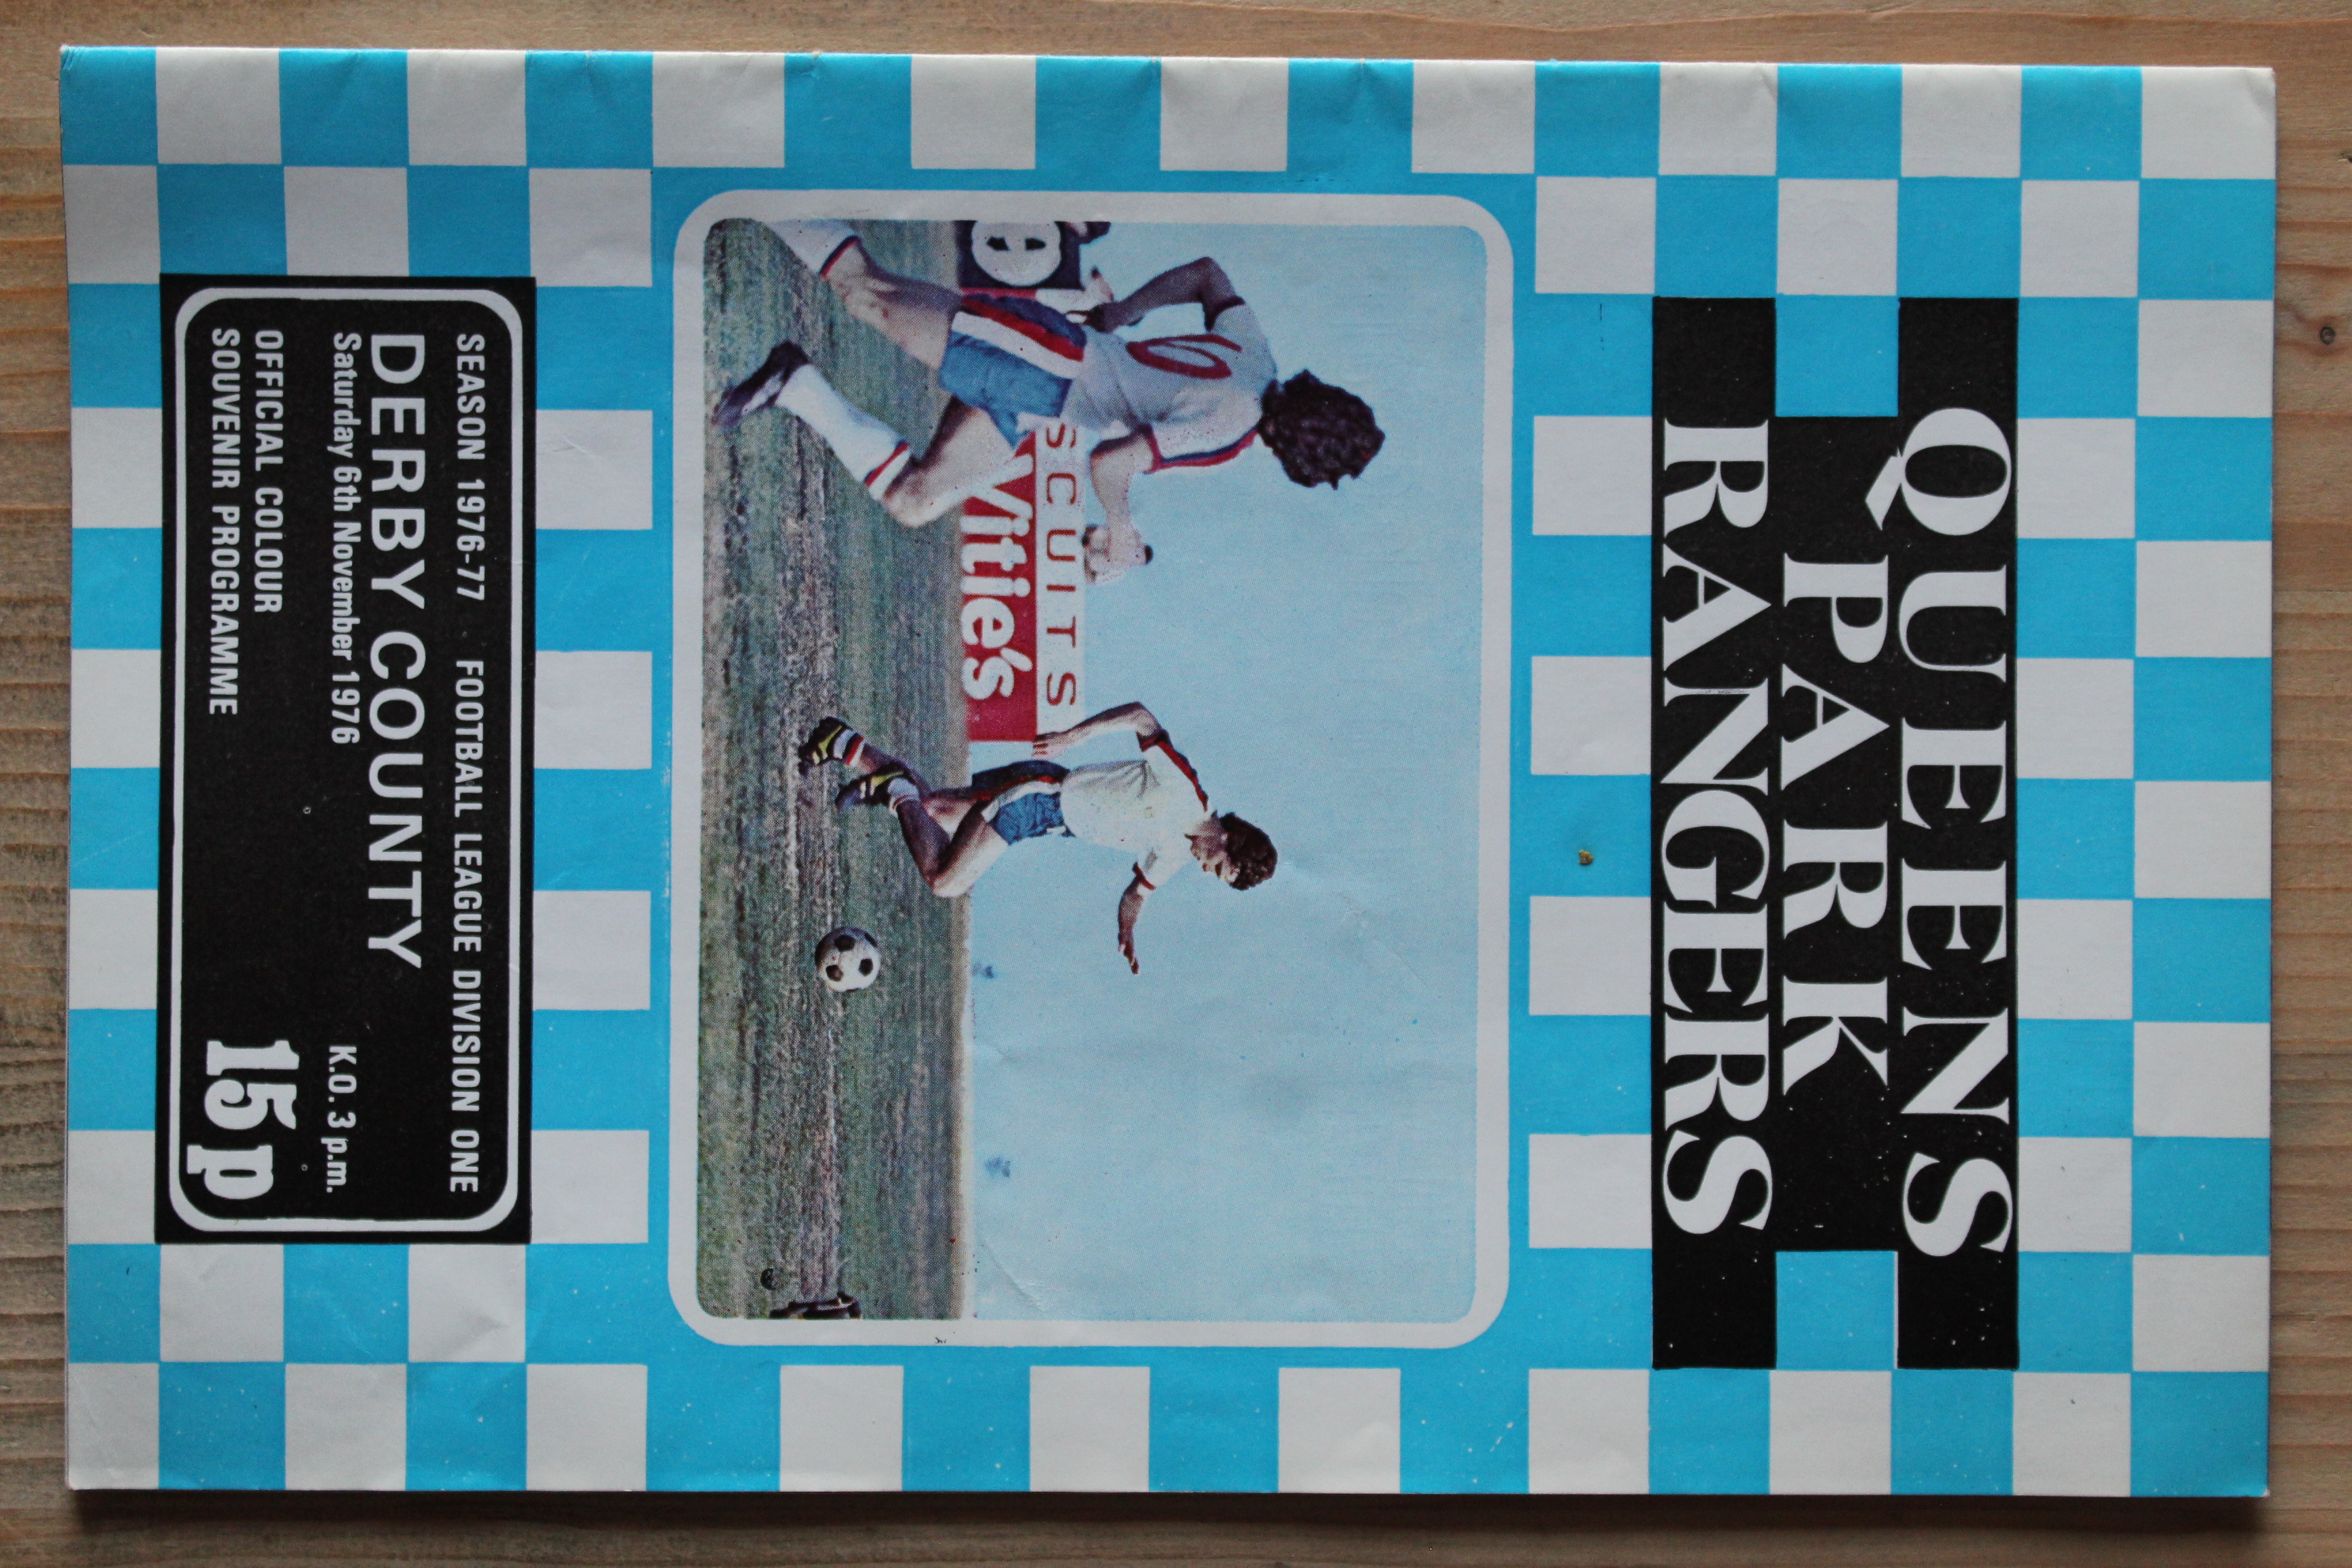 QUEENS
PARK
RANGERS
SCUITS
Vitie's
SEASON 1976-77 FOOTBALL LEAGUE DIVISION ONE
DERBY COUNTY
Saturday 6th November 1976 K.O. 3 p.m.
OFFICIAL COLOUR
SOUVENIR PROGRAMME 15p